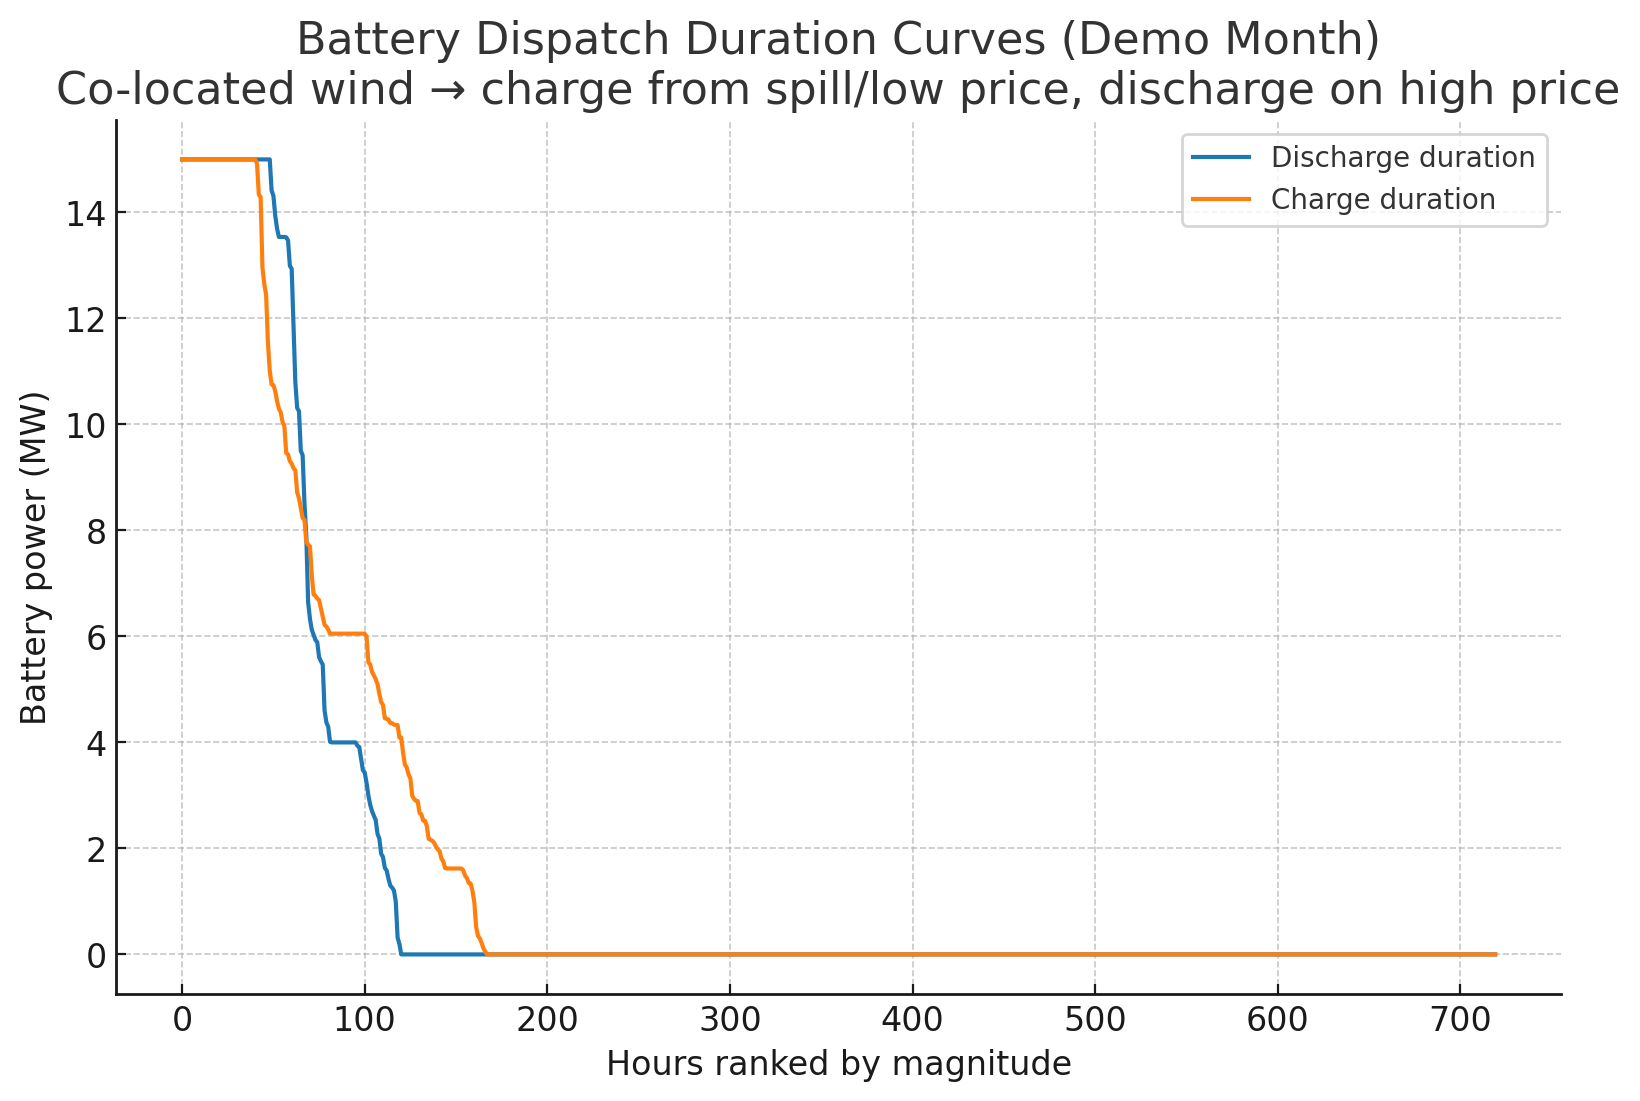 Battery Dispatch Duration Curves (Demo Month)
Co-located wind → charge from spill/low price, discharge on high price
Discharge duration
Charge duration
Battery power (MW)
14
12
10
8
6
4
2
0
0 100 200 300 400 500 600 700
Hours ranked by magnitude